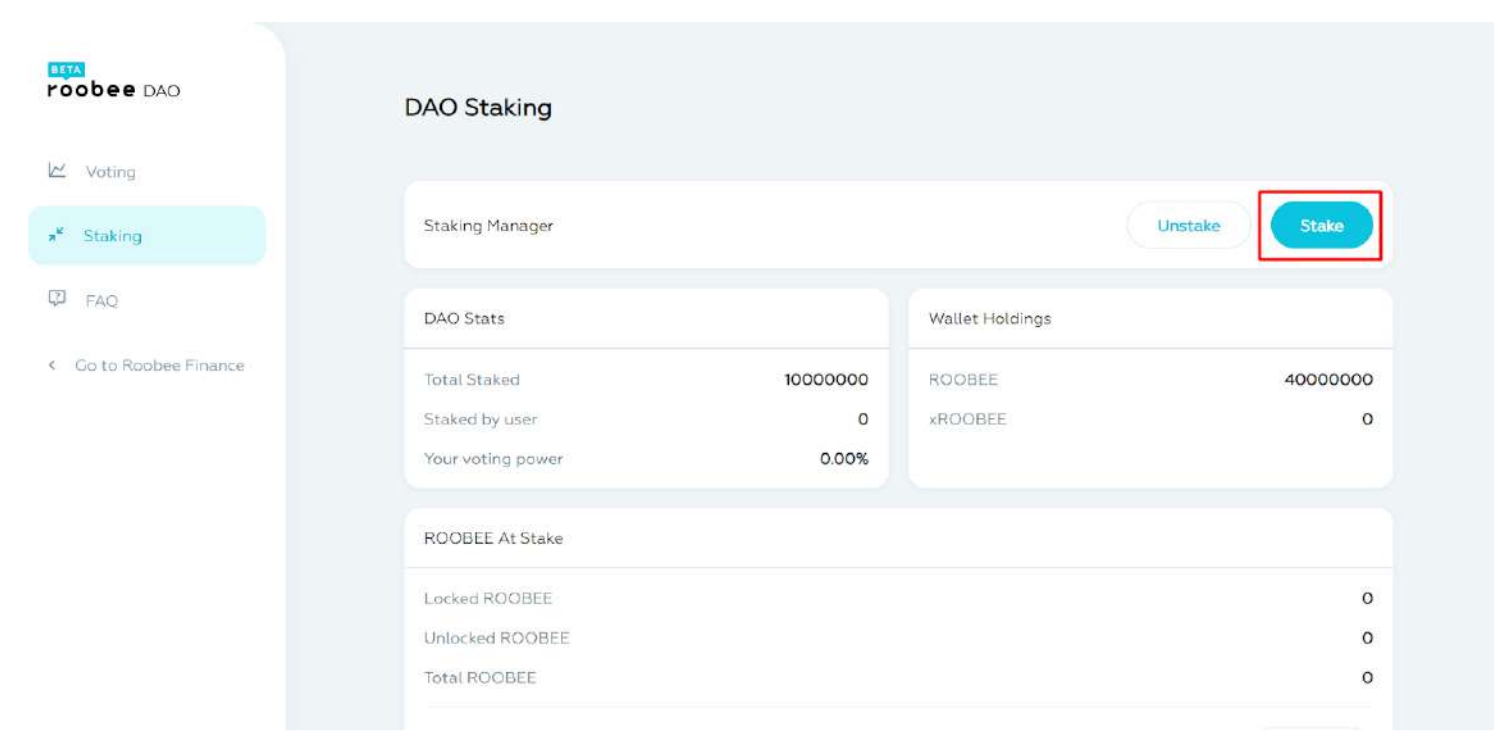 BETA
roobee DAO
Voting
Staking
FAQ
Go to Roobee Finance
DAO Staking
Staking Manager
Unstake
Stake
DAO Stats
Total Staked 10000000
Staked by user 0
Your voting power 0.00%
Wallet Holdings
ROOBEE 40000000
xROOBEE 0
ROOBEE At Stake
Locked ROOBEE 0
Unlocked ROOBEE 0
Total ROOBEE 0